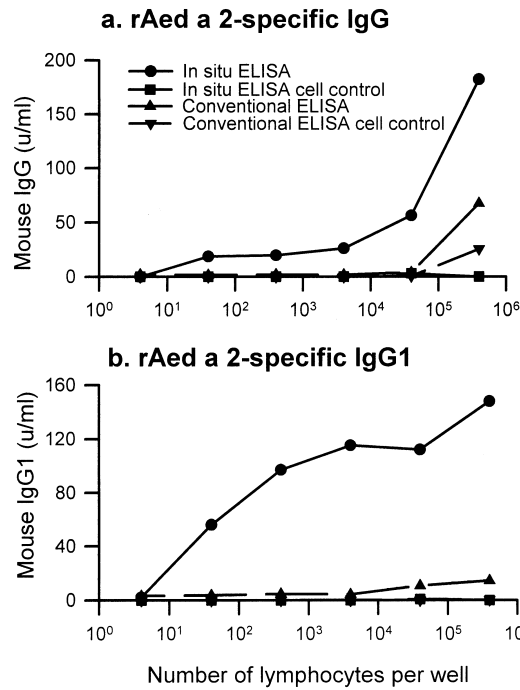 a. rAed a 2-specific IgG
Mouse IgG (u/ml)
200
150
100
50
0
In situ ELISA
In situ ELISA cell control
Conventional ELISA
Conventional ELISA cell control
10⁰ 10¹ 10² 10³ 10⁴ 10⁵ 10⁶
b. rAed a 2-specific IgG1
Mouse IgG1 (u/ml)
160
120
80
40
0
10⁰ 10¹ 10² 10³ 10⁴ 10⁵ 10
Number of lymphocytes per well